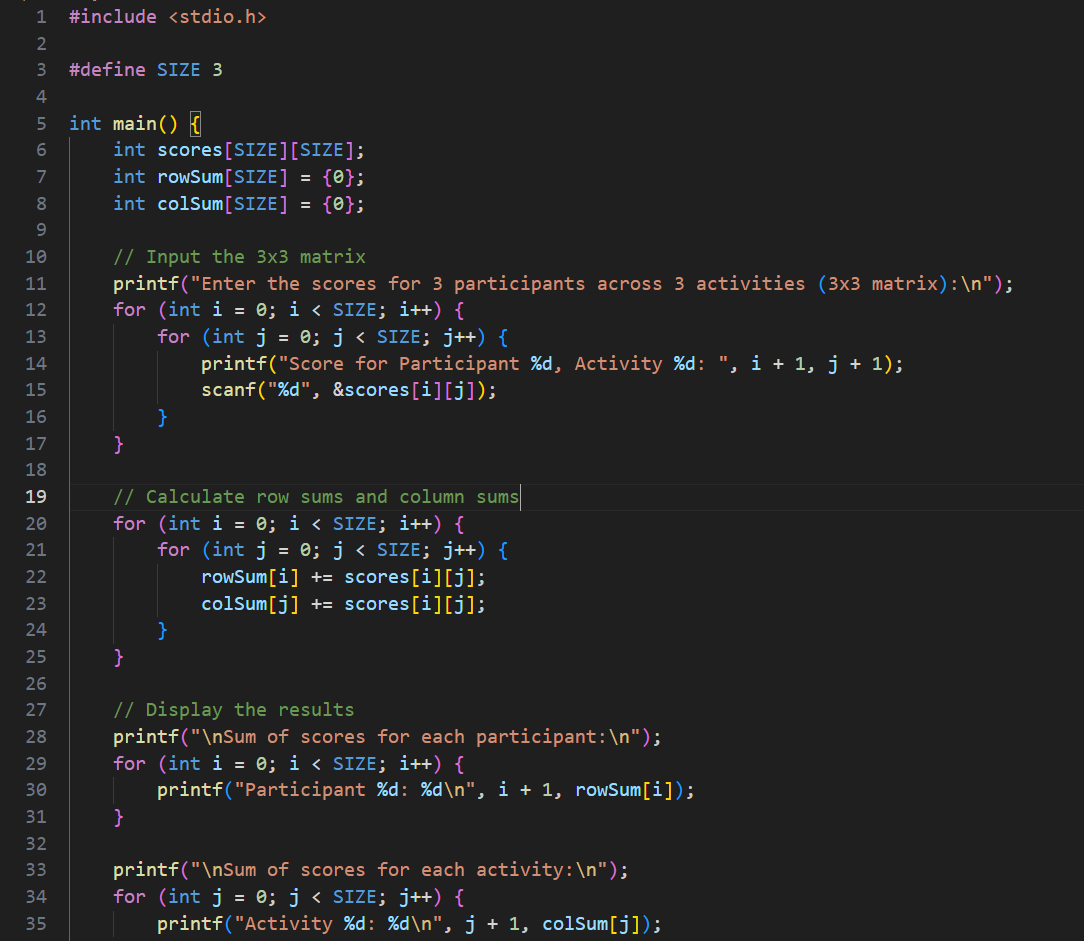 1 #include <stdio.h>
2
3 #define SIZE 3
4
5 int main() {
6     int scores[SIZE][SIZE];
7     int rowSum[SIZE] = {0};
8     int colSum[SIZE] = {0};
9
10     // Input the 3x3 matrix
11     printf("Enter the scores for 3 participants across 3 activities (3x3 matrix):\n");
12     for (int i = 0; i < SIZE; i++) {
13         for (int j = 0; j < SIZE; j++) {
14             printf("Score for Participant %d, Activity %d: ", i + 1, j + 1);
15             scanf("%d", &scores[i][j]);
16         }
17     }
18
19     // Calculate row sums and column sums
20     for (int i = 0; i < SIZE; i++) {
21         for (int j = 0; j < SIZE; j++) {
22             rowSum[i] += scores[i][j];
23             colSum[j] += scores[i][j];
24         }
25     }
26
27     // Display the results
28     printf("\nSum of scores for each participant:\n");
29     for (int i = 0; i < SIZE; i++) {
30         printf("Participant %d: %d\n", i + 1, rowSum[i]);
31     }
32
33     printf("\nSum of scores for each activity:\n");
34     for (int j = 0; j < SIZE; j++) {
35         printf("Activity %d: %d\n", j + 1, colSum[j]);